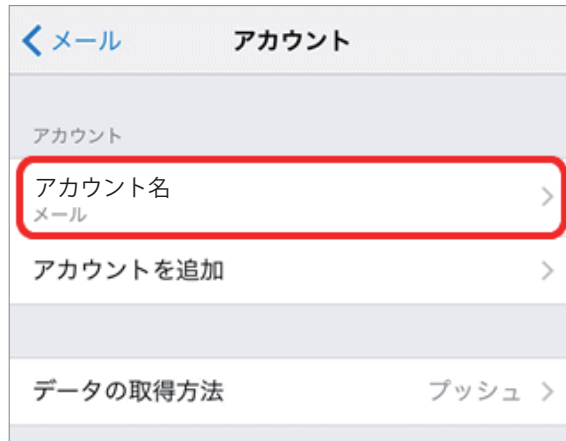 メール アカウント
アカウント
アカウント名
メール
アカウントを追加
データの取得方法 プッシュ